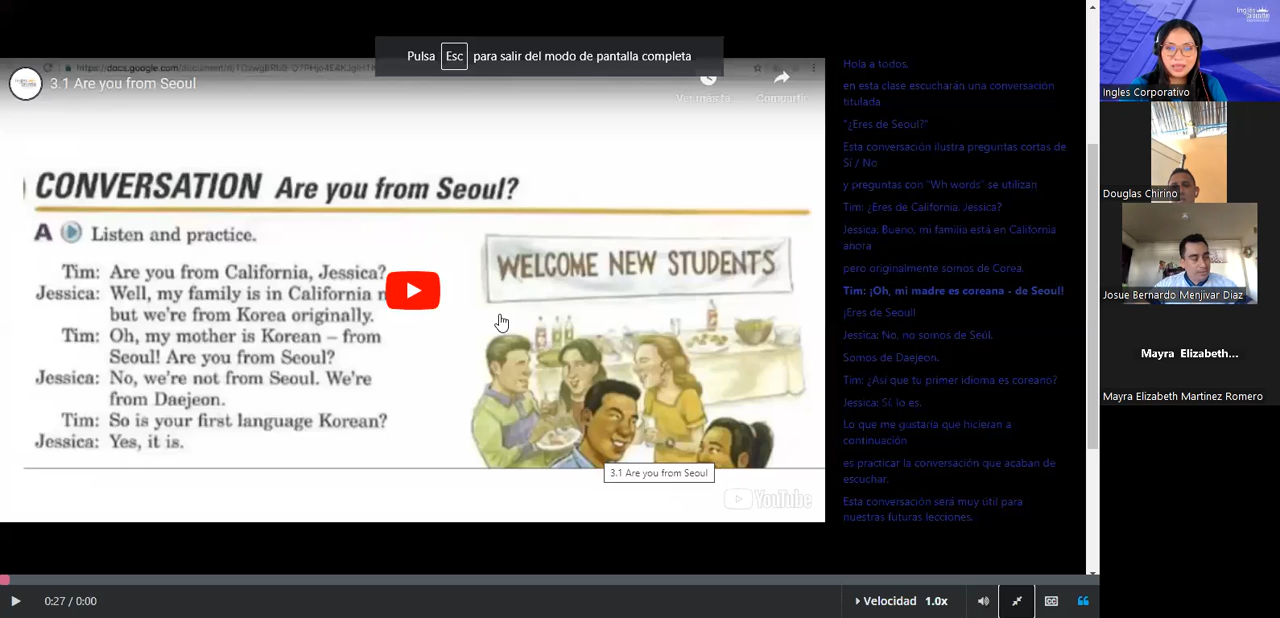 Pulsa Esc para salir del modo de pantalla completa
3.1 Are you from Seoul
Ver más ta...
Compartir
CONVERSATION Are you from Seoul?
A Listen and practice.
Tim: Are you from California, Jessica?
Jessica: Well, my family is in California
but we're from Korea originally.
Tim: Oh, my mother is Korean – from
Seoul! Are you from Seoul?
Jessica: No, we're not from Seoul. We're
from Daejeon.
Tim: So is your first language Korean?
Jessica: Yes, it is.
WELCOME NEW STUDENTS
3.1 Are you from Seoul
YouTube
Hola a todos,
en esta clase escucharán una conversación
titulada
"¿Eres de Seoul?"
Esta conversación ilustra preguntas cortas de
Sí / No
y preguntas con "Wh words" se utilizan
Tim: ¿Eres de California, Jessica?
Jessica: Bueno, mi familia está en California
ahora
pero originalmente somos de Corea.
Tim: ¡Oh, mi madre es coreana - de Seoul!
¡Eres de Seoul!
Jessica: No, no somos de Seúl.
Somos de Daejeon.
Tim: ¿Asi que tu primer idioma es coreano?
Jessica: Sí, lo es.
Lo que me gustaría que hicieran a
continuación
es practicar la conversación que acaban de
escuchar.
Esta conversación será muy útil para
nuestras futuras lecciones.
0:27 / 0:00
Velocidad 1.0x
Ingles Corporativo
Douglas Chirino
Josue Bernardo Menjivar Diaz
Mayra Elizabeth...
Mayra Elizabeth Martinez Romero